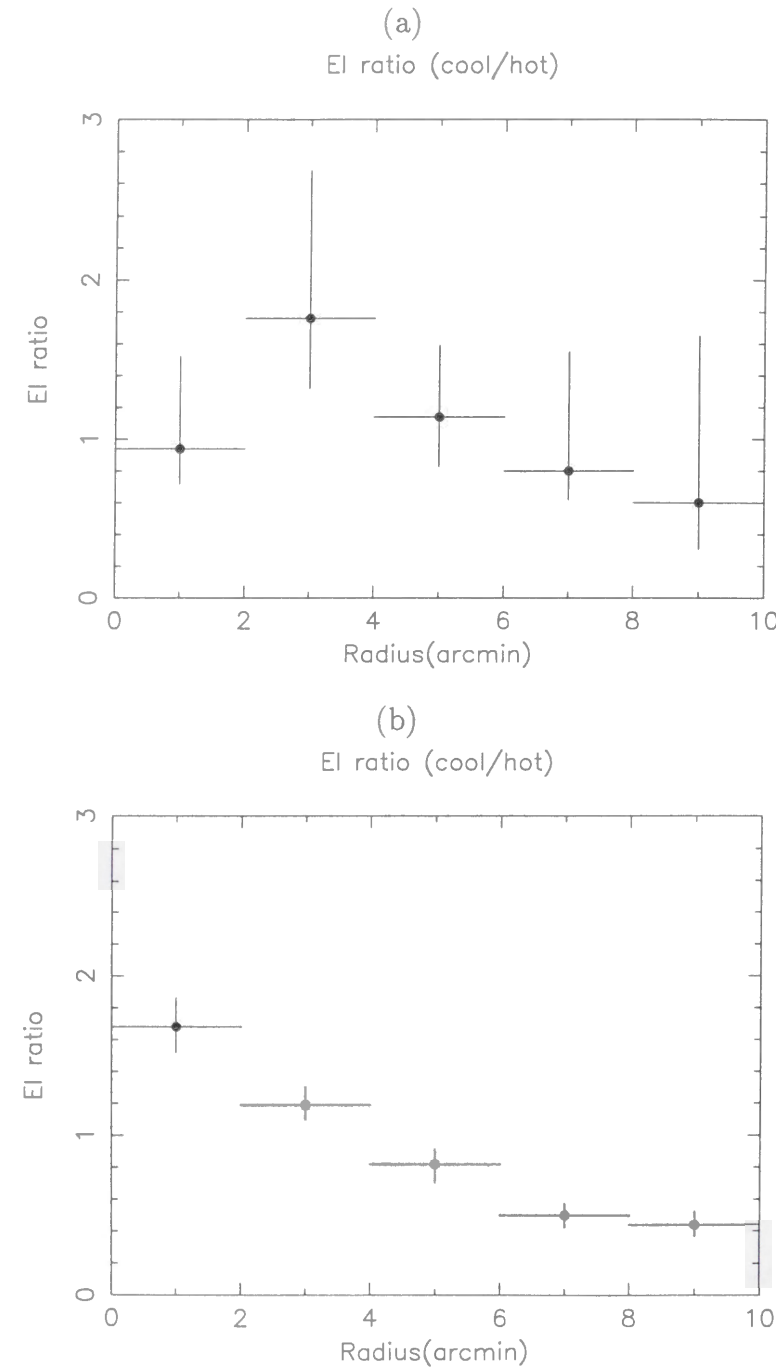 (a)
EI ratio (cool/hot)
3
2
1
0
EI ratio
0 2 4 6 8 10
Radius(arcmin)
(b)
EI ratio (cool/hot)
3
2
1
0
EI ratio
0 2 4 6 8 10
Radius(arcmin)